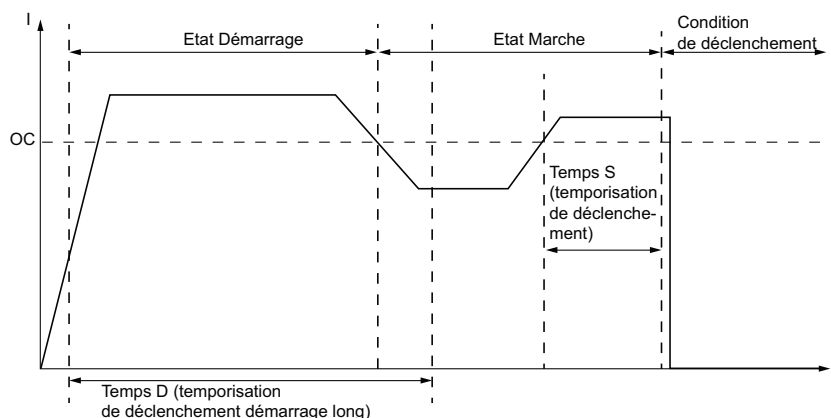 I
Etat Démarrage
Etat Marche
Condition
de déclenchement
OC
Temps S
(temporisation
de déclenche-
ment)
Temps D (temporisation
de déclenchement démarrage long)